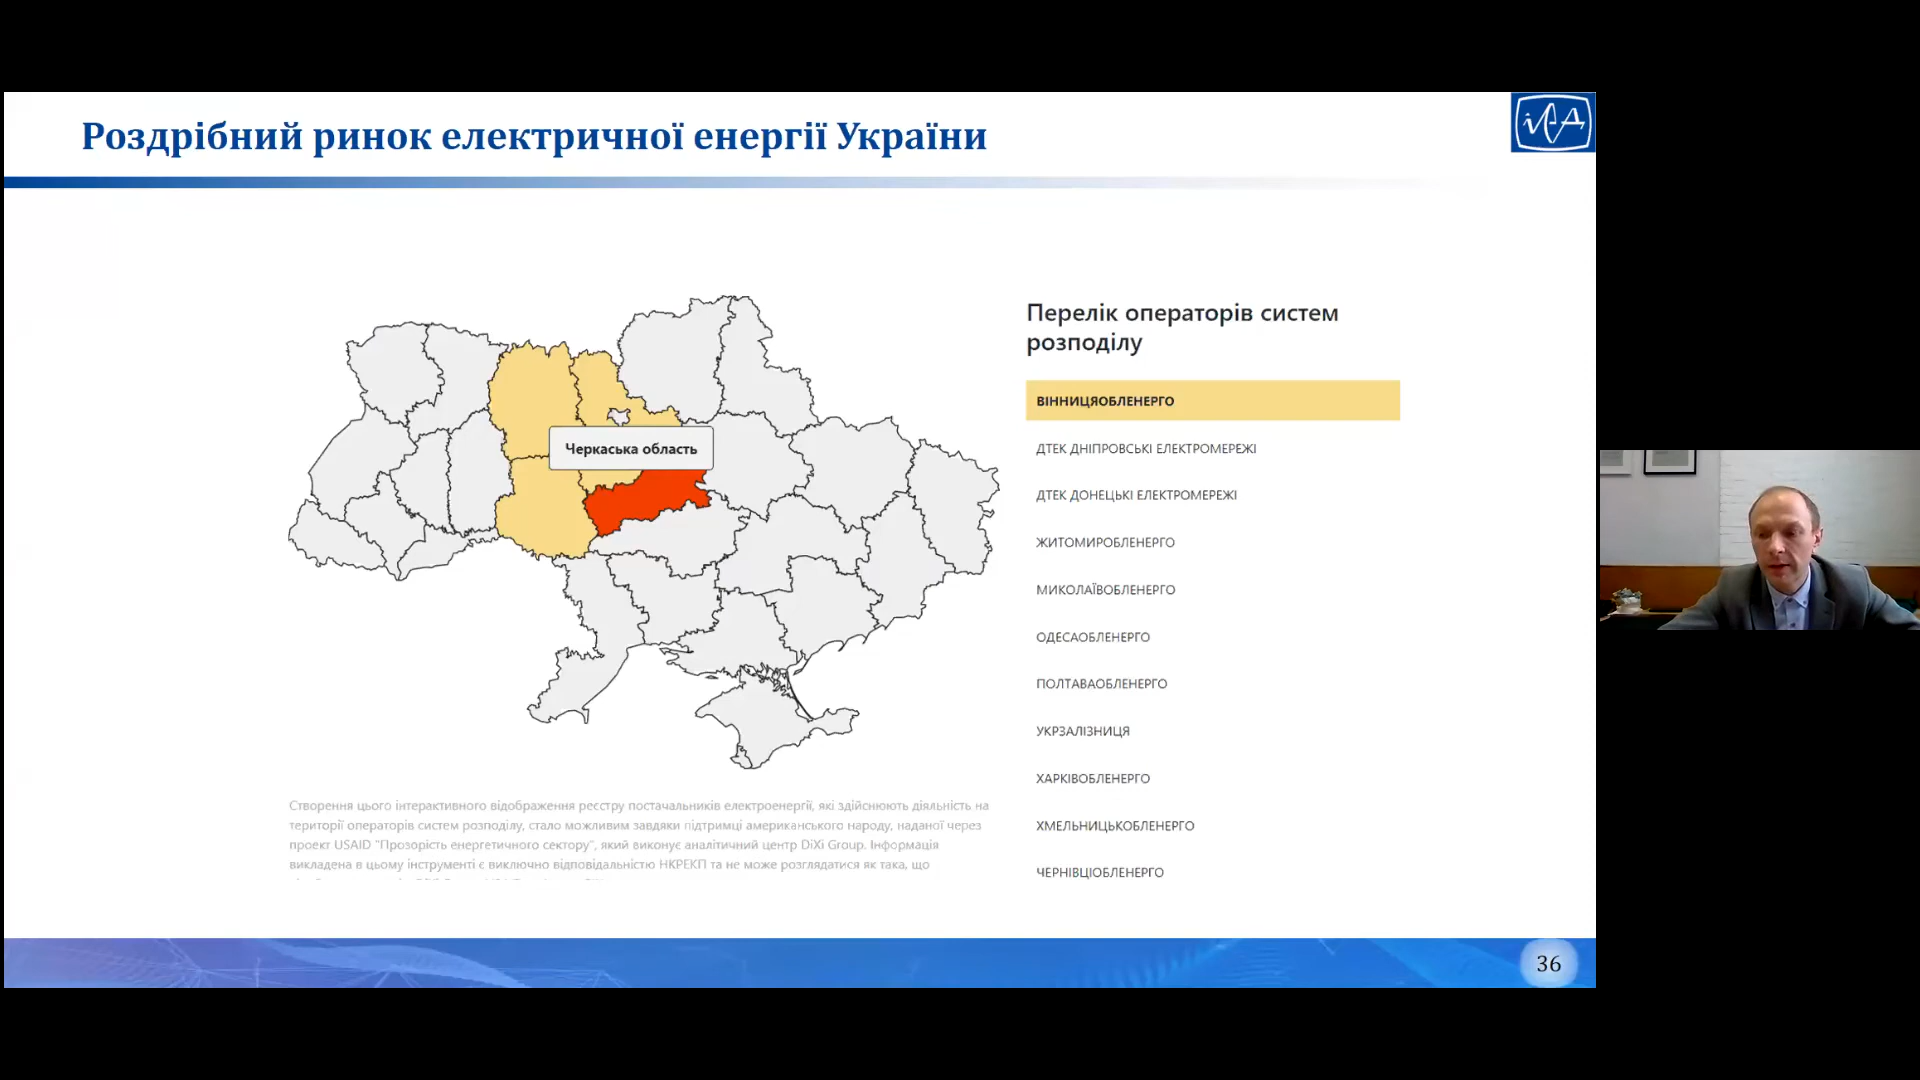 Роздрібний ринок електричної енергії України
ІЕД
Черкаська область
Перелік операторів систем
розподілу
ВІННИЦЯОБЛЕНЕРГО
ДТЕК ДНІПРОВСЬКІ ЕЛЕКТРОМЕРЕЖІ
ДТЕК ДОНЕЦЬКІ ЕЛЕКТРОМЕРЕЖІ
ЖИТОМИРОБЛЕНЕРГО
МИКОЛАЇВОБЛЕНЕРГО
ОДЕСАОБЛЕНЕРГО
ПОЛТАВАОБЛЕНЕРГО
УКРЗАЛІЗНИЦЯ
ХАРКІВОБЛЕНЕРГО
ХМЕЛЬНИЦЬКОБЛЕНЕРГО
ЧЕРНІВЦІОБЛЕНЕРГО
Створення цього інтерактивного відображення реєстру постачальників електроенергії, які здійснюють діяльність на
території операторів систем розподілу, стало можливим завдяки підтримці американського народу, наданої через
проект USAID "Прозорість енергетичного сектору", який виконує аналітичний центр DiXi Group. Інформація
викладена в цьому інструменті є виключно відповідальністю НКРЕКП та не може розглядатися як така, що
36